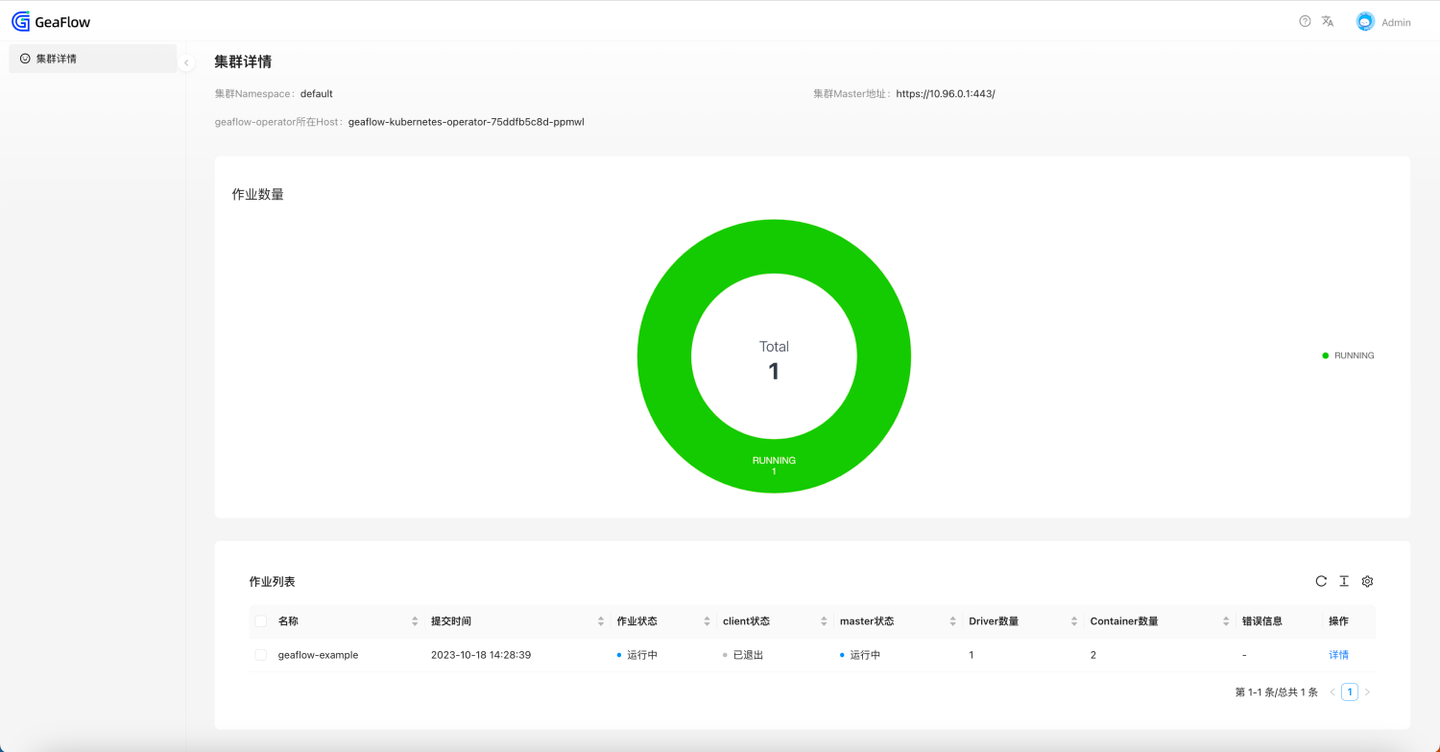 GeaFlow
Admin
集群详情
集群详情
集群Namespace： default
集群Master地址： https://10.96.0.1:443/
geaflow-operator所在Host： geaflow-kubernetes-operator-75ddfb5c8d-ppmwl
作业数量
Total
1
RUNNING
1
RUNNING
作业列表
名称 提交时间 作业状态 client状态 master状态 Driver数量 Container数量 错误信息 操作
geaflow-example 2023-10-18 14:28:39 运行中 已退出 运行中 1 2 - 详情
第 1-1 条/总共 1 条 < 1 >